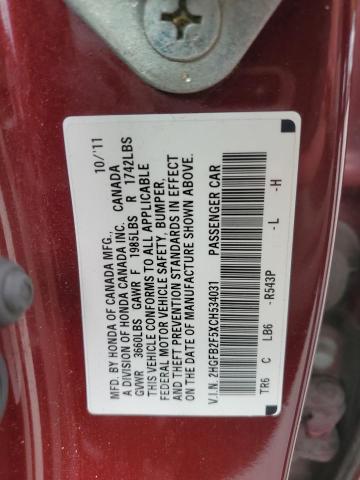 MFD. BY HONDA OF CANADA MFG., 10/'11
A DIVISION OF HONDA CANADA INC. CANADA
GVWR 3660LBS GAWR F 1985LBS R 1742LBS
THIS VEHICLE CONFORMS TO ALL APPLICABLE
FEDERAL MOTOR VEHICLE SAFETY, BUMPER,
AND THEFT PREVENTION STANDARDS IN EFFECT
ON THE DATE OF MANUFACTURE SHOWN ABOVE.
V.I.N. 2HGFB2F5XCH534031 PASSENGER CAR
TR6 C LB6 -R543P -L -H